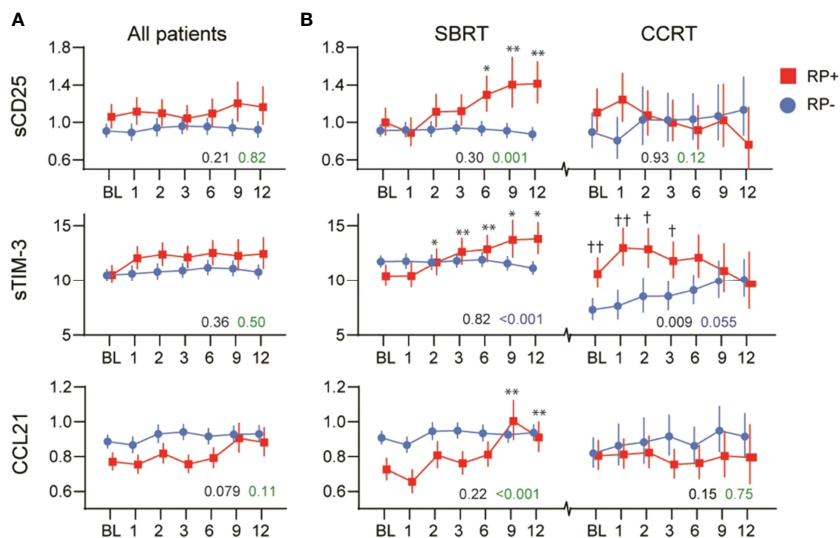 A
B
All patients
SBRT
CCRT
RP+
RP-
sCD25
1.8
1.4
1.0
0.6
0.21 0.82
BL 1 2 3 6 9 12
1.8
1.4
1.0
0.6
* ** **
0.30 0.001
BL 1 2 3 6 9 12
0.93 0.12
BL 1 2 3 6 9 12
sTIM-3
15
10
5
0.36 0.50
BL 1 2 3 6 9 12
15
10
5
* ** ** * *
0.82 <0.001
BL 1 2 3 6 9 12
†† †† † †
0.009 0.055
BL 1 2 3 6 9 12
CCL21
1.2
1.0
0.8
0.6
0.079 0.11
BL 1 2 3 6 9 12
1.2
1.0
0.8
0.6
** **
0.22 <0.001
BL 1 2 3 6 9 12
0.15 0.75
BL 1 2 3 6 9 12